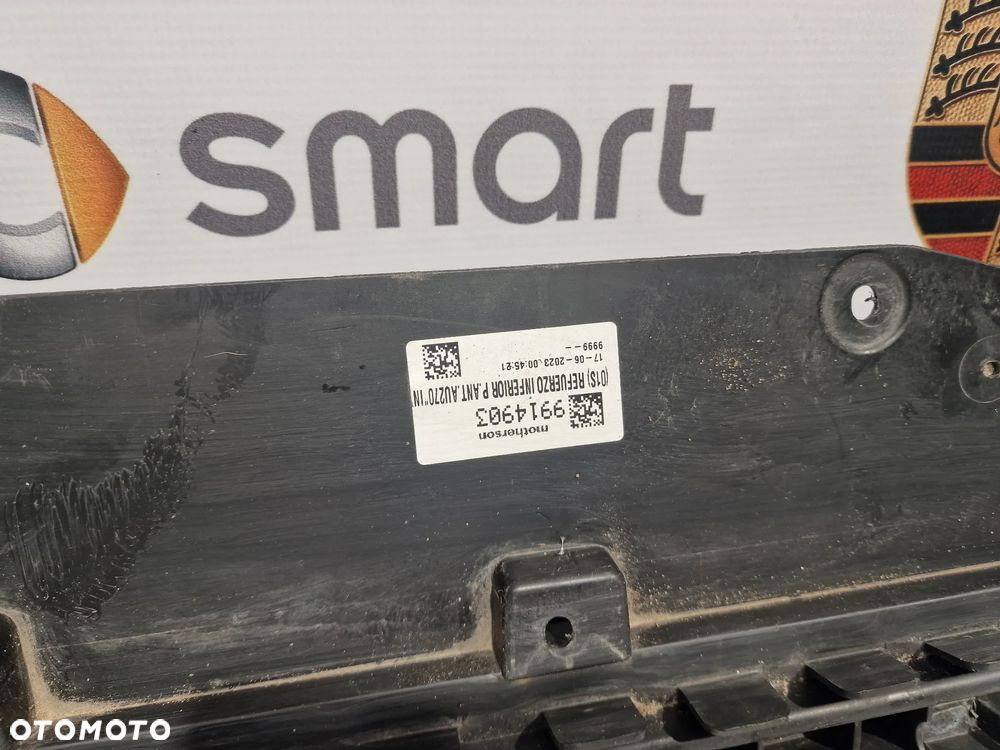 smart
motherson
9914903
(01S) REFUERZO INFERIOR P.ANT.AU270"IN
17-06-2023 00:45:21
9999 -
OTOMOTO